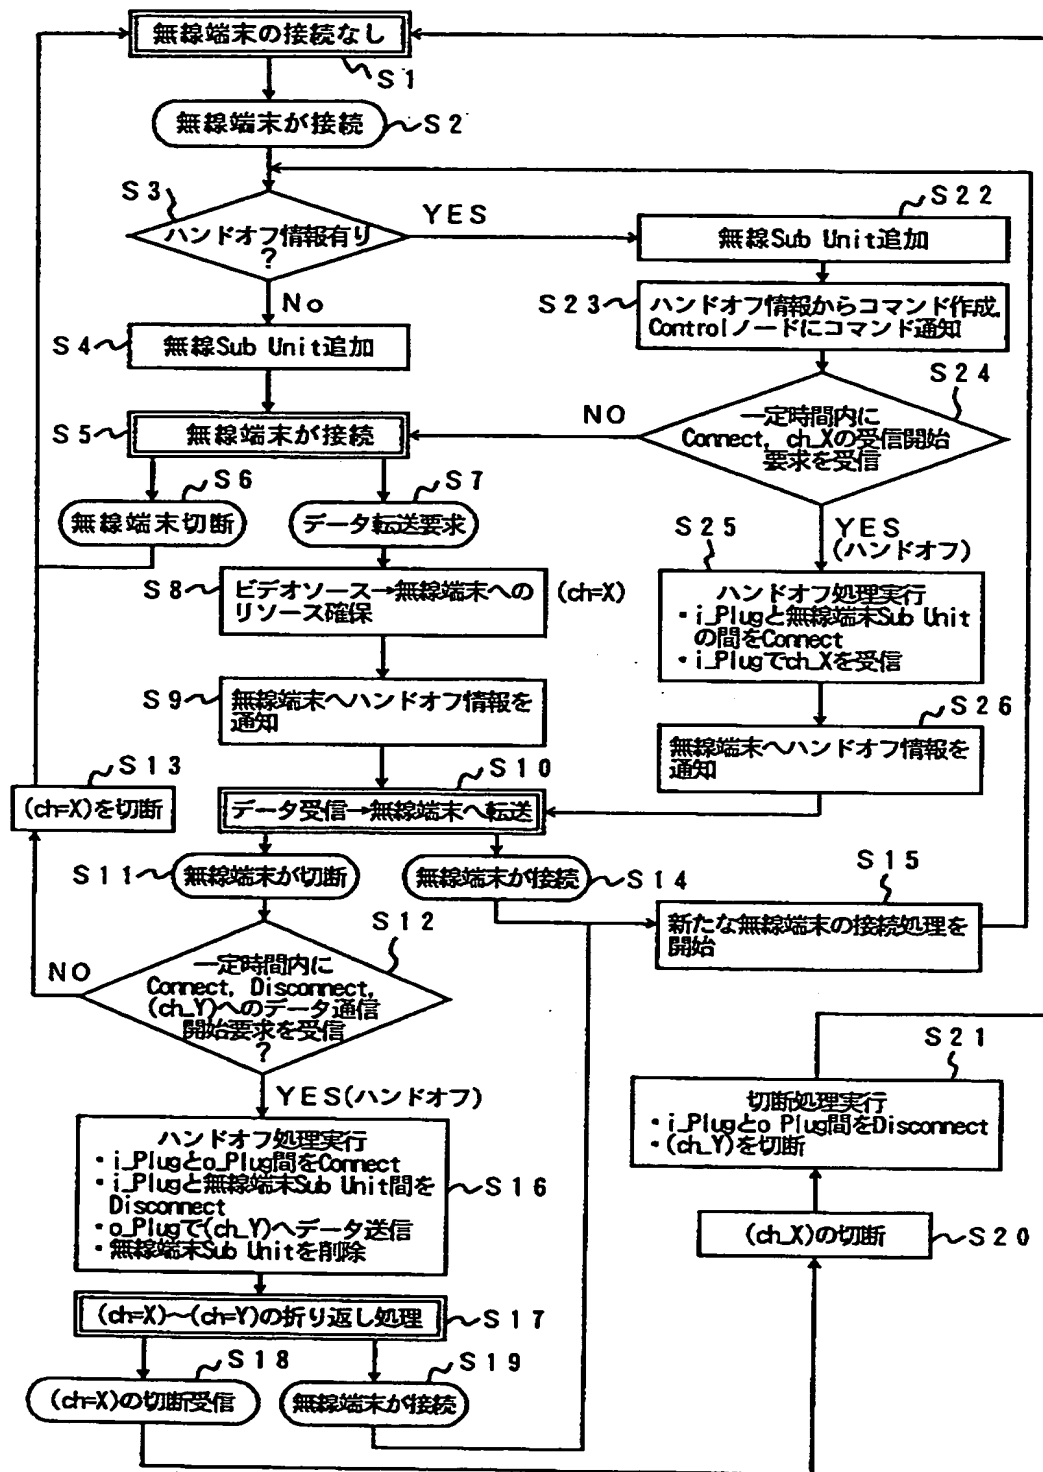 無線端末の接続なし
S1
無線端末が接続
S2
S3
ハンドオフ情報有り
?
YES
No
S22
無線Sub Unit追加
S23
ハンドオフ情報からコマンド作成,
Controlノードにコマンド通知
S4
無線Sub Unit追加
S24
一定時間内に
Connect, ch_Xの受信開始
要求を受信
NO
S5
無線端末が接続
S6
無線端末切断
S7
データ転送要求
YES
(ハンドオフ)
S25
ハンドオフ処理実行
・i_Plugと無線端末Sub Unit
の間をConnect
・i_Plugでch_Xを受信
S8
ビデオソース→無線端末への
リソース確保
(ch=X)
S9
無線端末へハンドオフ情報を
通知
S26
無線端末へハンドオフ情報を
通知
S13
(ch=X)を切断
S10
データ受信→無線端末へ転送
S11
無線端末が切断
無線端末が接続
S14
S15
新たな無線端末の接続処理を
開始
S12
一定時間内に
Connect, Disconnect,
(ch_Y)へのデータ通信
開始要求を受信
?
NO
YES(ハンドオフ)
S21
切断処理実行
・i_Plugとo Plug間をDisconnect
・(ch_Y)を切断
ハンドオフ処理実行
・i_Plugとo_Plug間をConnect
・i_Plugと無線端末Sub Unit間を
Disconnect
・o_Plugで(ch_Y)へデータ送信
・無線端末Sub Unitを削除
S16
(ch_X)の切断
S20
(ch=X)〜(ch=Y)の折り返し処理
S17
S18
(ch=X)の切断受信
S19
無線端末が接続